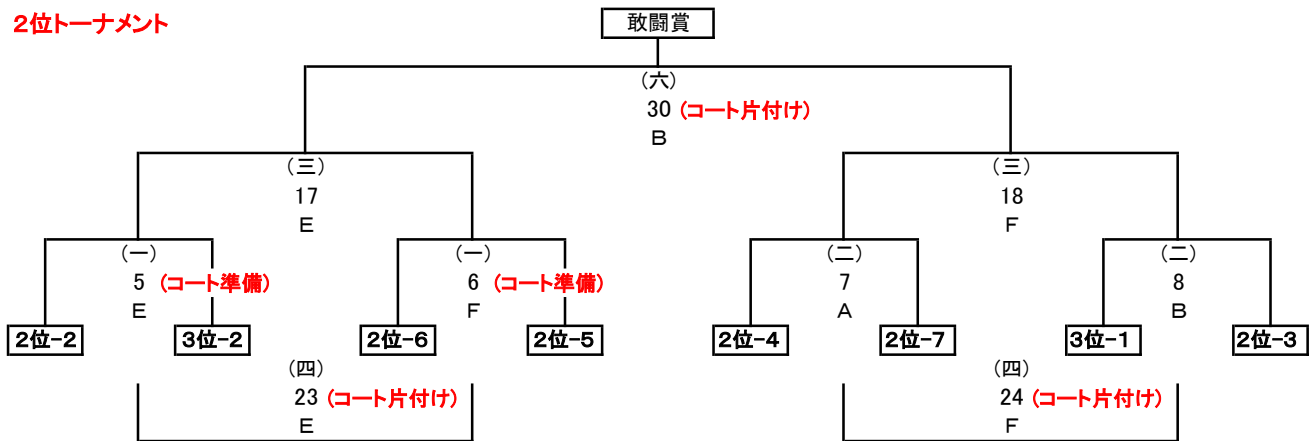 2位トーナメント
敢闘賞
(六)
30 (コート片付け)
B
(三) (三)
17 18
E F
(一) (一) (二) (二)
5 (コート準備) 6 (コート準備) 7 8
E F A B
2位-2 3位-2 2位-6 2位-5 2位-4 2位-7 3位-1 2位-3
(四) (四)
23 (コート片付け) 24 (コート片付け)
E F